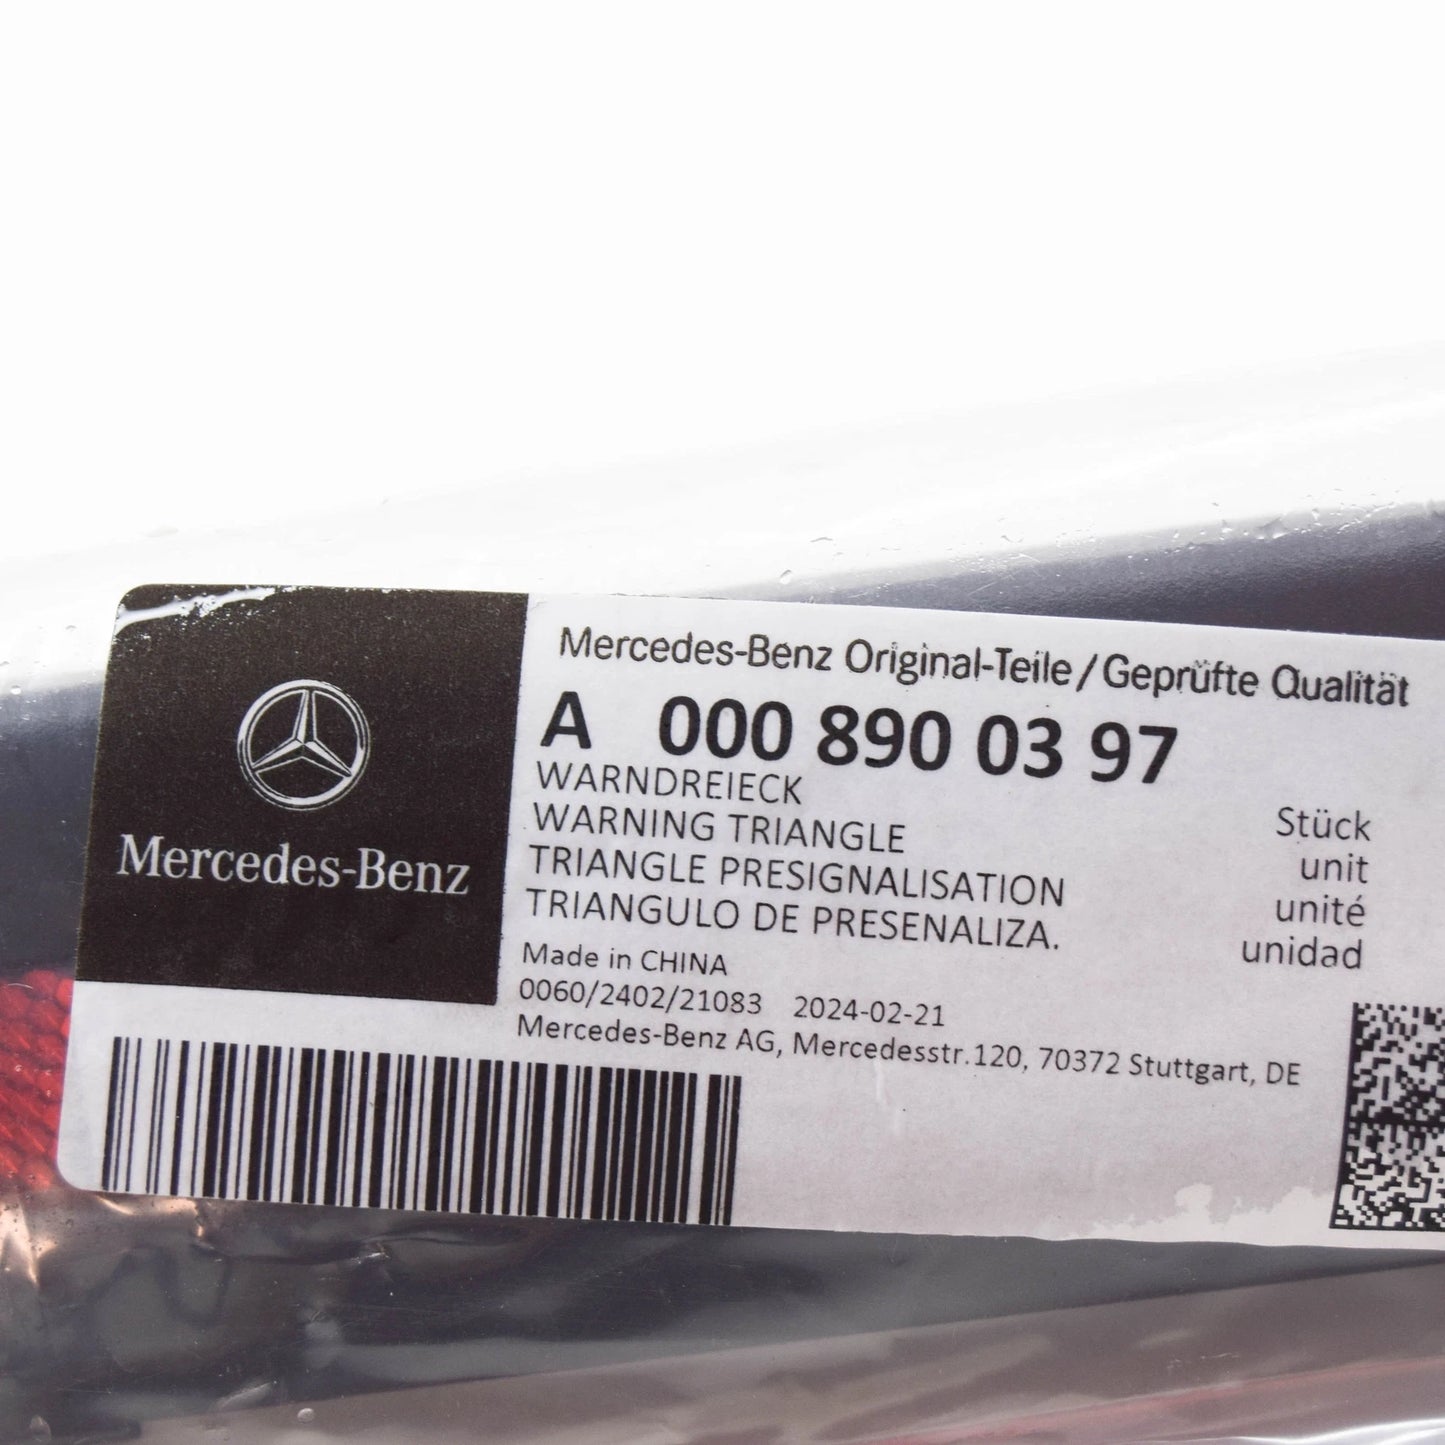 Mercedes-Benz
Mercedes-Benz Original-Teile/Geprüfte Qualität
A 000 890 03 97
WARNDREIECK
WARNING TRIANGLE
TRIANGLE PRESIGNALISATION
TRIANGULO DE PRESENALIZA.
Stück
unit
unité
unidad
Made in CHINA
0060/2402/21083 2024-02-21
Mercedes-Benz AG, Mercedesstr.120, 70372 Stuttgart, DE